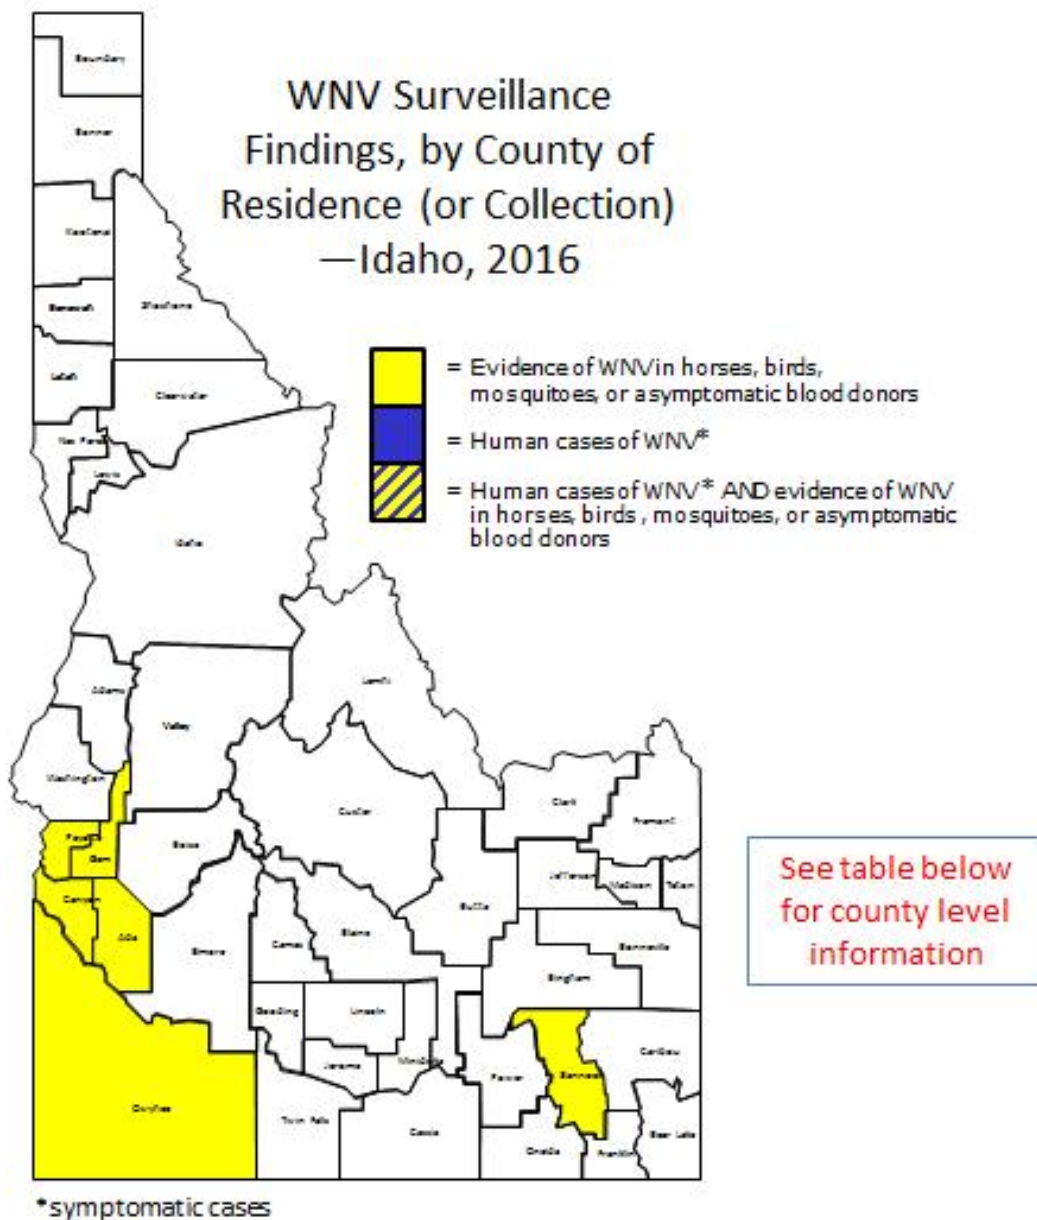 WNV Surveillance
Findings, by County of
Residence (or Collection)
—Idaho, 2016
= Evidence of WNV in horses, birds,
mosquitoes, or asymptomatic blood donors
= Human cases of WNV*
= Human cases of WNV* AND evidence of WNV
in horses, birds , mosquitoes, or asymptomatic
blood donors
Boundary
Bonner
Kootenai
Benewah
Shoshone
Latah
Clearwater
Lewis
Idaho
Adams
Lemhi
Valley
Washington
Custer
Clark
Fremont
Payette
Boise
Gem
Jefferson
Madison
Teton
Canyon
Butte
Ada
Blaine
Camas
Elmore
Bonneville
Bingham
Gooding
Lincoln
Caribou
Jerome
Minidoka
Power
Bannock
Owyhee
Twin Falls
Cassia
Oneida
Franklin
Bear Lake
See table below
for county level
information
*symptomatic cases